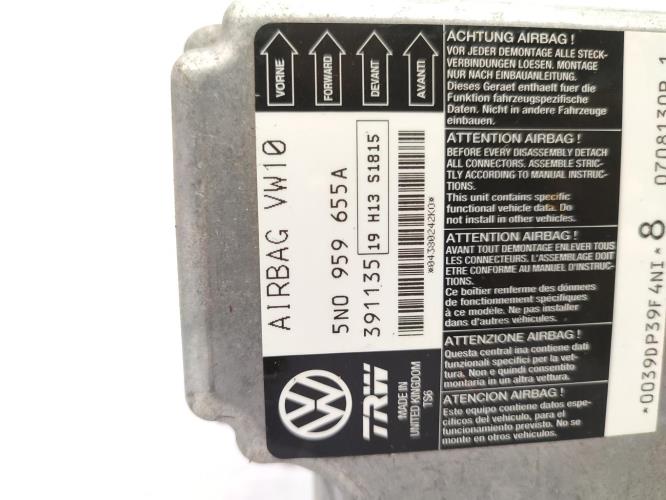 VORNE
FORWARD
DEVANT
AVANTI
AIRBAG VW10
5N0 959 655A
391135
19 H13 S1815
*04380242K0*
TRW
MADE IN
UNITED KINGDOM
TS6
ACHTUNG AIRBAG !
VOR JEDER DEMONTAGE ALLE STECK-
VERBINDUNGEN LOESEN. MONTAGE
NUR NACH EINBAUANLEITUNG.
Dieses Geraet enthaelt fuer die
Funktion fahrzeugspezifische
Daten. Nicht in andere Fahrzeuge
einbauen.
ATTENTION AIRBAG !
BEFORE EVERY DISASSEMBLY DETACH
ALL CONNECTORS. ASSEMBLE STRIC-
TLY ACCORDING TO MANUAL INSTRUC-
TIONS.
This unit contains specific
functional vehicle data. Do
not install in other vehicles.
ATTENTION AIRBAG !
AVANT TOUT DEMONTAGE ENLEVER TOUS
LES CONNECTEURS. L'ASSEMBLAGE DOIT
ETRE CONFORME AU MANUEL D'INSTRUC-
TIONS.
Ce boîtier renferme des données
de fonctionnement spécifiques
à ce modèle. Ne pas installer
dans d'autres véhicules.
ATTENZIONE AIRBAG !
Questa central ina contiene dati
funzionali specifici per la vet-
tura. Non e quindi consentito
montaria in un altra vettura.
ATENCION AIRBAG !
Este equipo contiene datos espe-
cificos del vehículo, para el
funcionamiento previsto. No se
monte en otros vehículos.
*0039DP39F4NI*
8